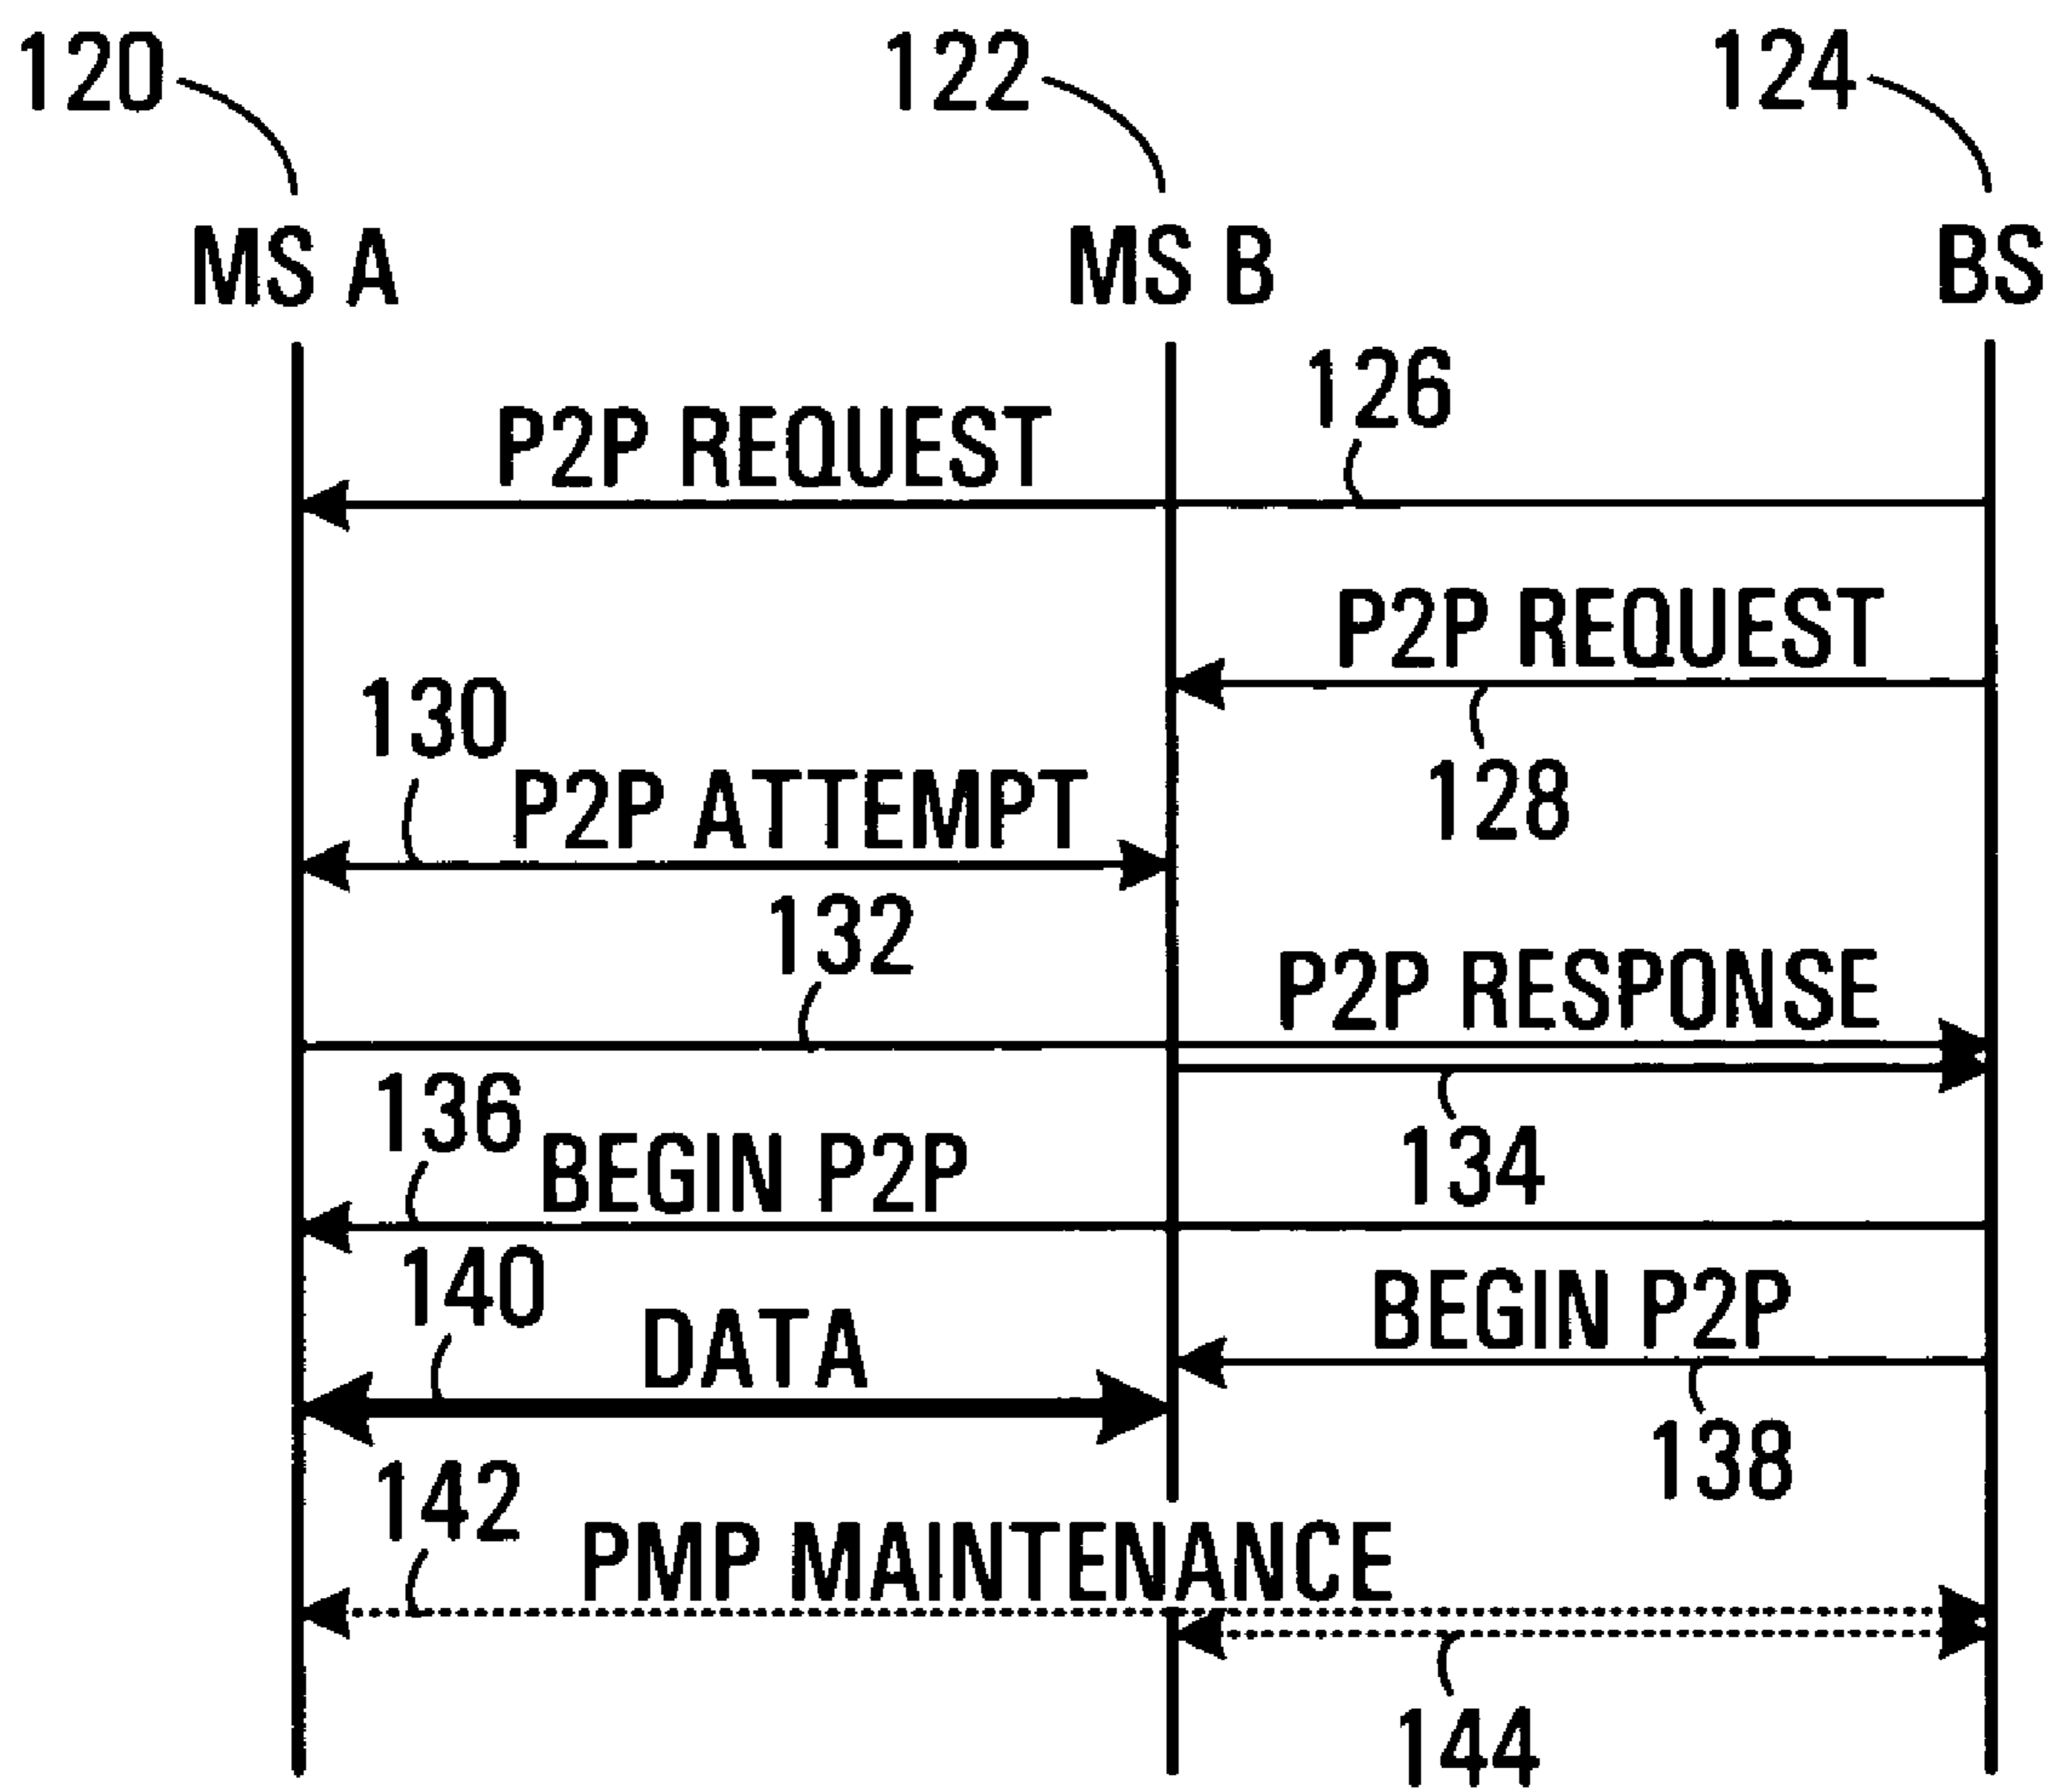 120
122
124
MS A
MS B
BS
126
P2P REQUEST
P2P REQUEST
128
130
P2P ATTEMPT
132
P2P RESPONSE
134
136
BEGIN P2P
140
BEGIN P2P
138
DATA
142
PMP MAINTENANCE
144